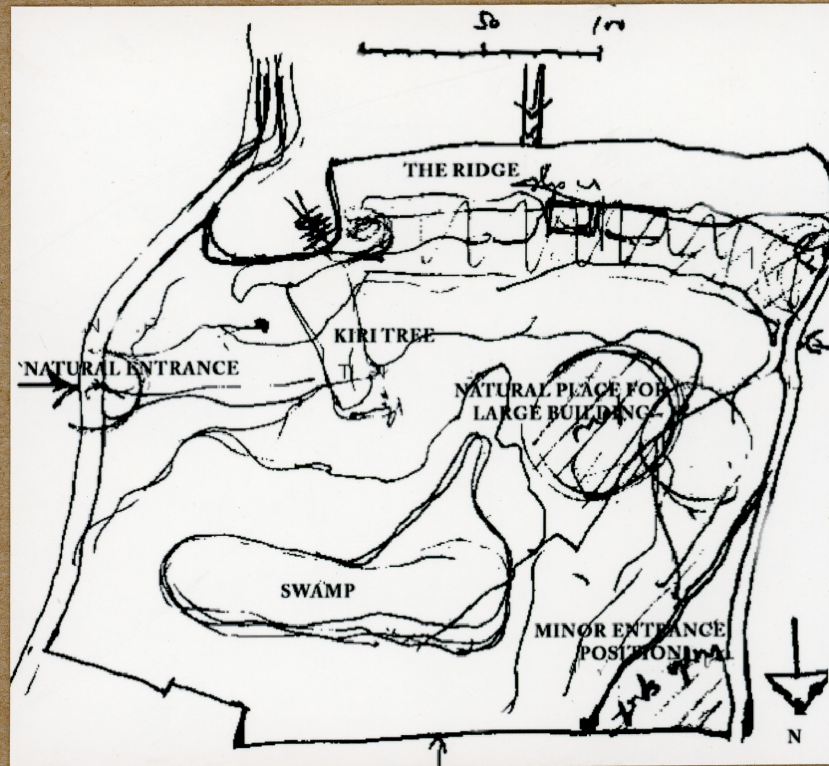 50 100
THE RIDGE
KIRI TREE
NATURAL ENTRANCE
NATURAL PLACE FOR
LARGE BUILDING
SWAMP
MINOR ENTRANCE
POSITION
N